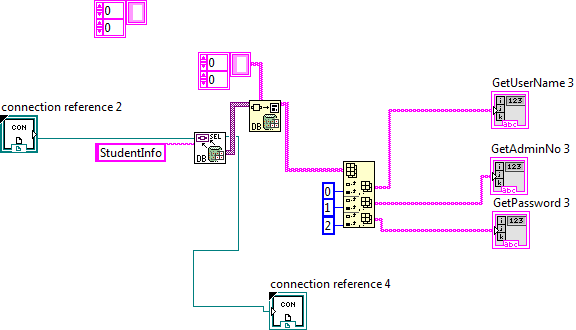 0
0
0
0
GetUserName 3
123
abc
connection reference 2
CON
SEL
DB
StudentInfo
DB
GetAdminNo 3
123
abc
0
1
2
GetPassword 3
123
abc
connection reference 4
CON